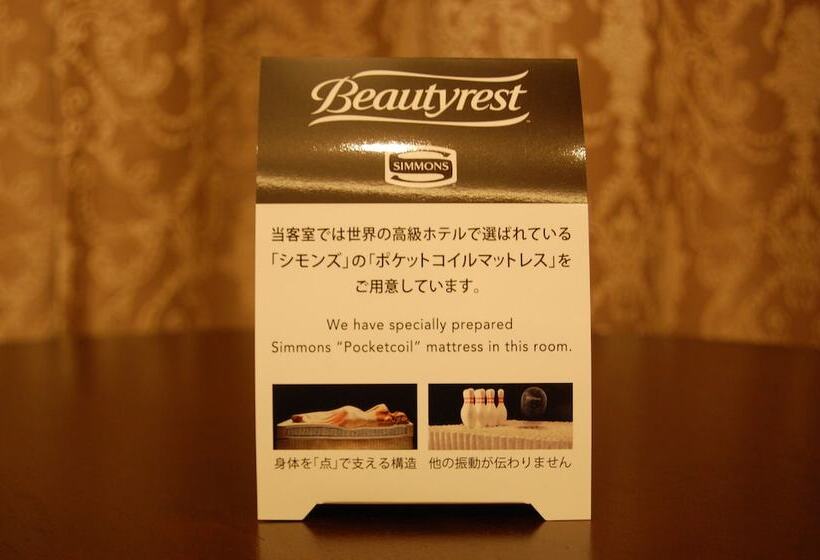 Beautyrest
SIMMONS
当客室では世界の高級ホテルで選ばれている
「シモンズ」の「ポケットコイルマットレス」を
ご用意しています。
We have specially prepared
Simmons “Pocketcoil” mattress in this room.
身体を「点」で支える構造
他の振動が伝わりません